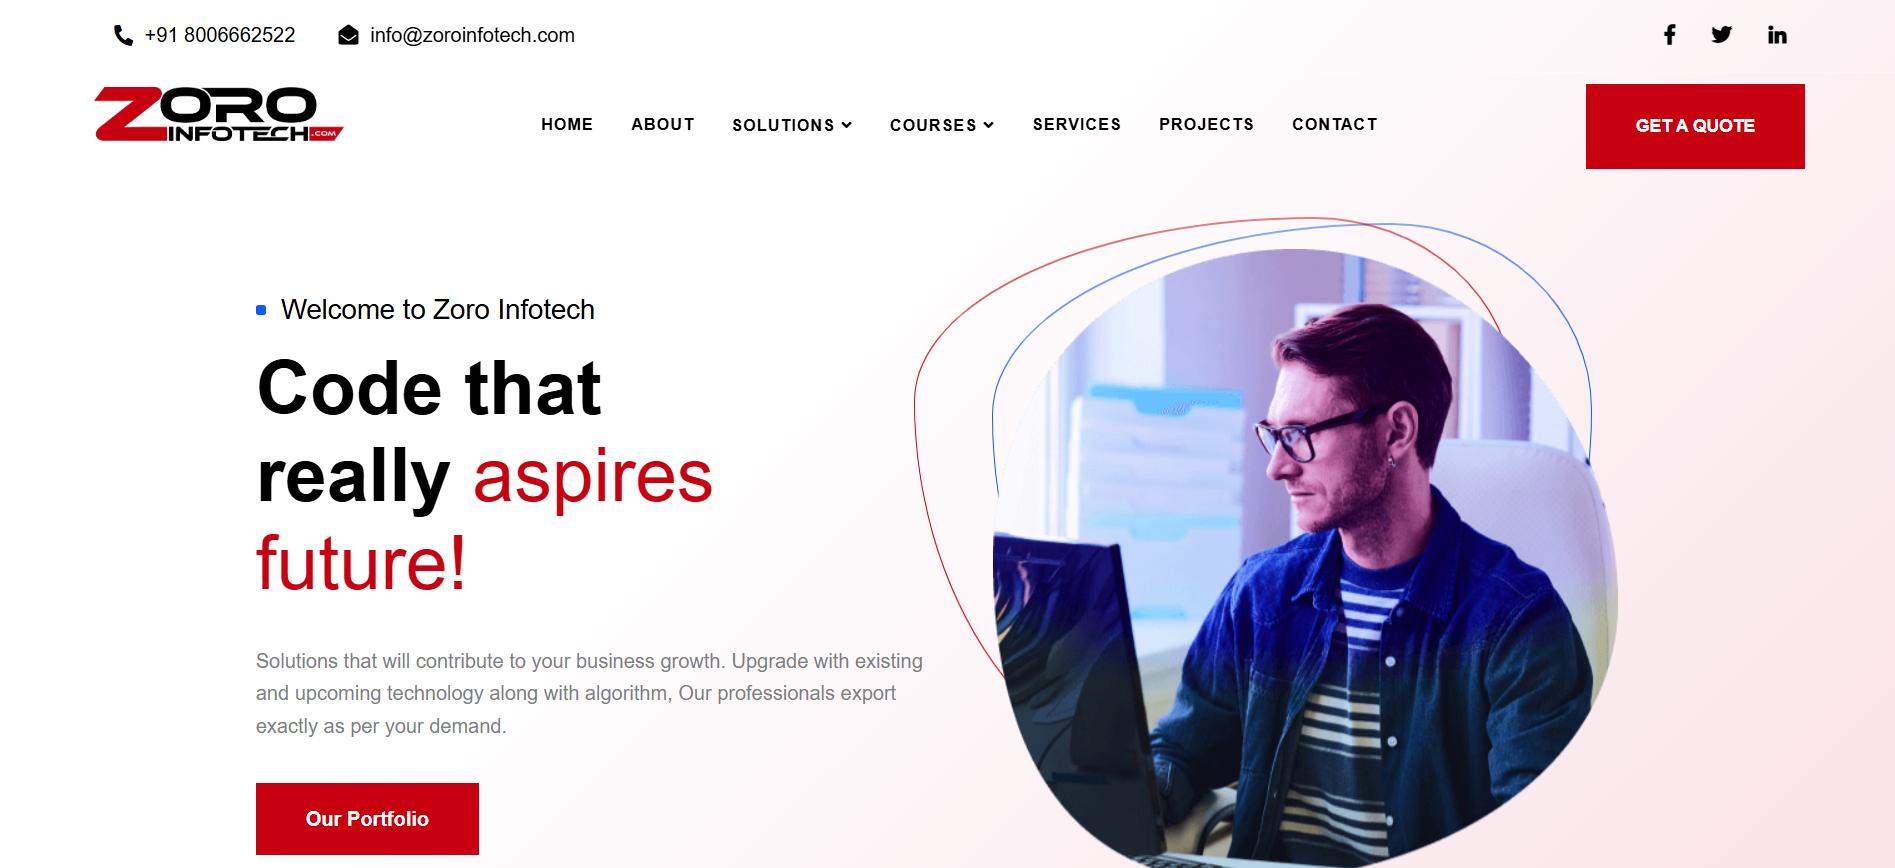 +91 8006662522 info@zoroinfotech.com
ZORO
INFOTECH.COM
HOME ABOUT SOLUTIONS COURSES SERVICES PROJECTS CONTACT
GET A QUOTE
Welcome to Zoro Infotech
Code that
really aspires
future!
Solutions that will contribute to your business growth. Upgrade with existing
and upcoming technology along with algorithm, Our professionals export
exactly as per your demand.
Our Portfolio